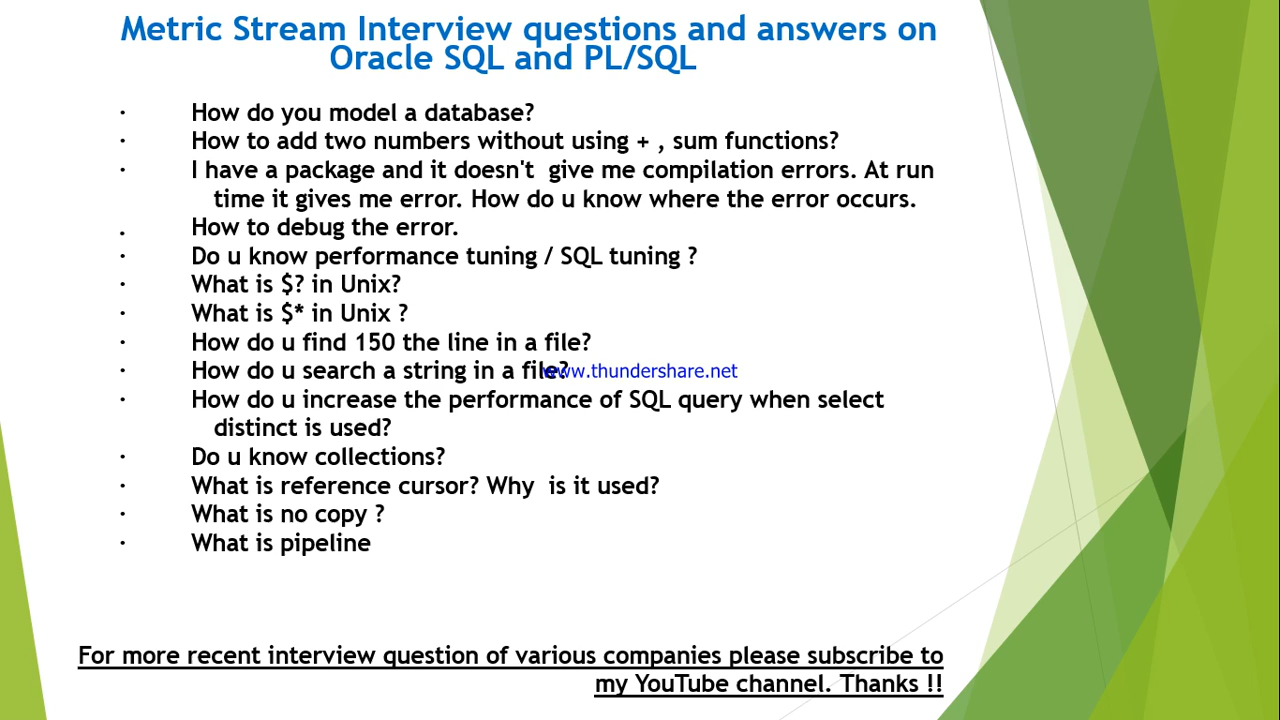 Metric Stream Interview questions and answers on
Oracle SQL and PL/SQL
· How do you model a database?
· How to add two numbers without using + , sum functions?
· I have a package and it doesn't  give me compilation errors. At run
time it gives me error. How do u know where the error occurs.
. How to debug the error.
· Do u know performance tuning / SQL tuning ?
· What is $? in Unix?
· What is $* in Unix ?
· How do u find 150 the line in a file?
· How do u search a string in a file?
www.thundershare.net
· How do u increase the performance of SQL query when select
distinct is used?
· Do u know collections?
· What is reference cursor? Why  is it used?
· What is no copy ?
· What is pipeline
For more recent interview question of various companies please subscribe to
my YouTube channel. Thanks !!